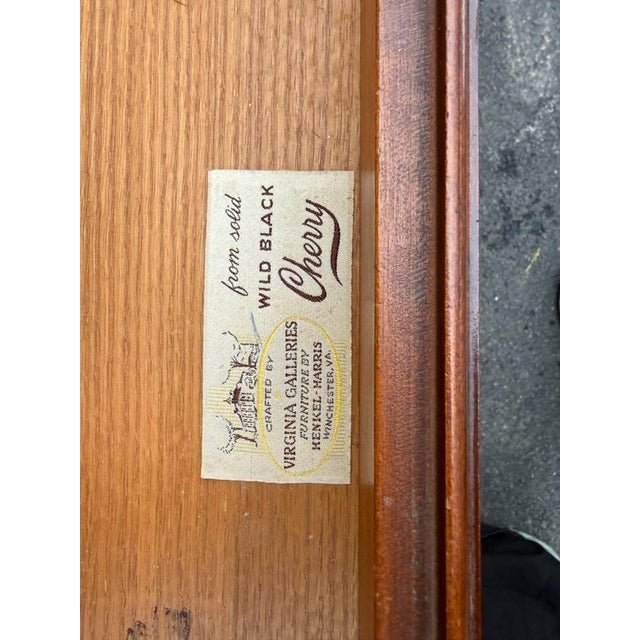 from solid
WILD BLACK
Cherry
CRAFTED BY
VIRGINIA GALLERIES
FURNITURE BY
HENKEL-HARRIS
WINCHESTER, VA.